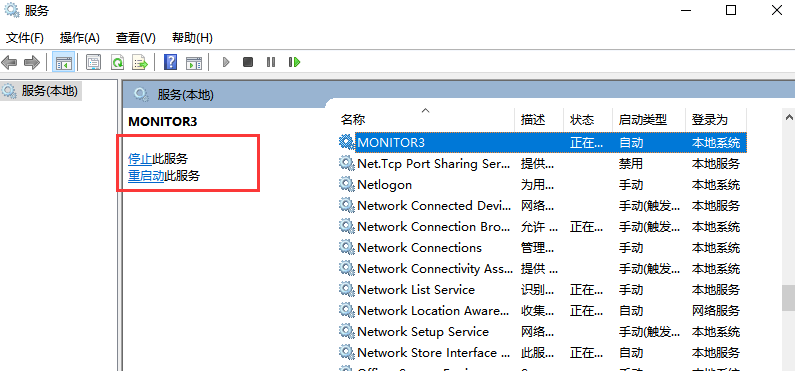 服务
文件(F) 操作(A) 查看(V) 帮助(H)
服务(本地)
服务(本地)
MONITOR3
停止此服务
重启动此服务
名称 描述 状态 启动类型 登录为
MONITOR3 正在... 自动 本地系统
Net.Tcp Port Sharing Ser... 提供... 禁用 本地服务
Netlogon 为用... 手动 本地系统
Network Connected Devi... 网络... 手动(触发... 本地服务
Network Connection Bro... 允许 ... 正在... 手动(触发... 本地系统
Network Connections 管理... 手动 本地系统
Network Connectivity Ass... 提供 ... 手动(触发... 本地系统
Network List Service 识别... 正在... 手动 本地服务
Network Location Aware... 收集... 正在... 自动 网络服务
Network Setup Service 网络... 手动(触发... 本地系统
Network Store Interface ... 此服... 正在... 自动 本地服务